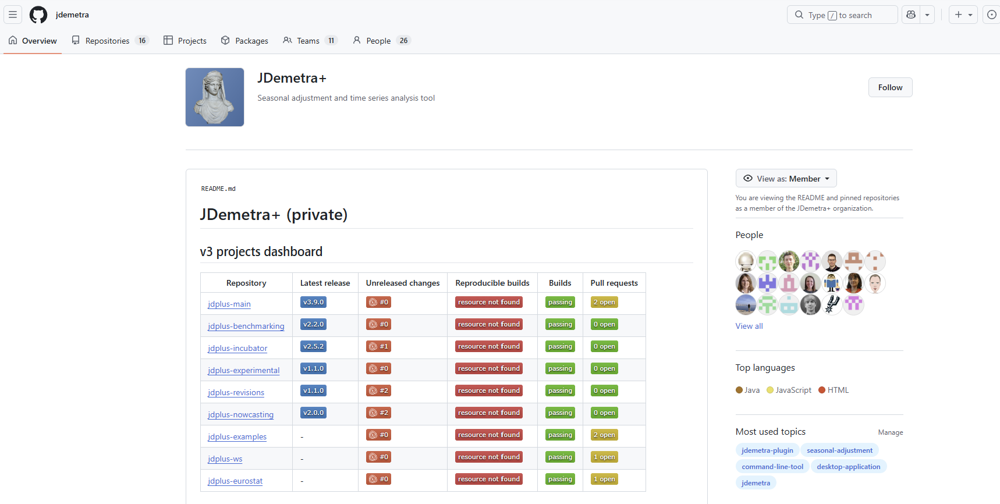 jdemetra
Type / to search
Overview Repositories 16 Projects Packages Teams 11 People 26
JDemetra+
Seasonal adjustment and time series analysis tool
Follow
README.md
JDemetra+ (private)
v3 projects dashboard
Repository Latest release Unreleased changes Reproducible builds Builds Pull requests
jdplus-main v3.9.0 #0 resource not found passing 2 open
jdplus-benchmarking v2.2.0 #0 resource not found passing 0 open
jdplus-incubator v2.5.2 #1 resource not found passing 0 open
jdplus-experimental v1.1.0 #0 resource not found passing 0 open
jdplus-revisions v1.1.0 #2 resource not found passing 0 open
jdplus-nowcasting v2.0.0 #2 resource not found passing 0 open
jdplus-examples - #0 resource not found passing 2 open
jdplus-ws - #0 resource not found passing 1 open
jdplus-eurostat - #0 resource not found passing 1 open
View as: Member
You are viewing the README and pinned repositories
as a member of the JDemetra+ organization.
People
View all
Top languages
Java JavaScript HTML
Most used topics Manage
jdemetra-plugin seasonal-adjustment
command-line-tool desktop-application
jdemetra